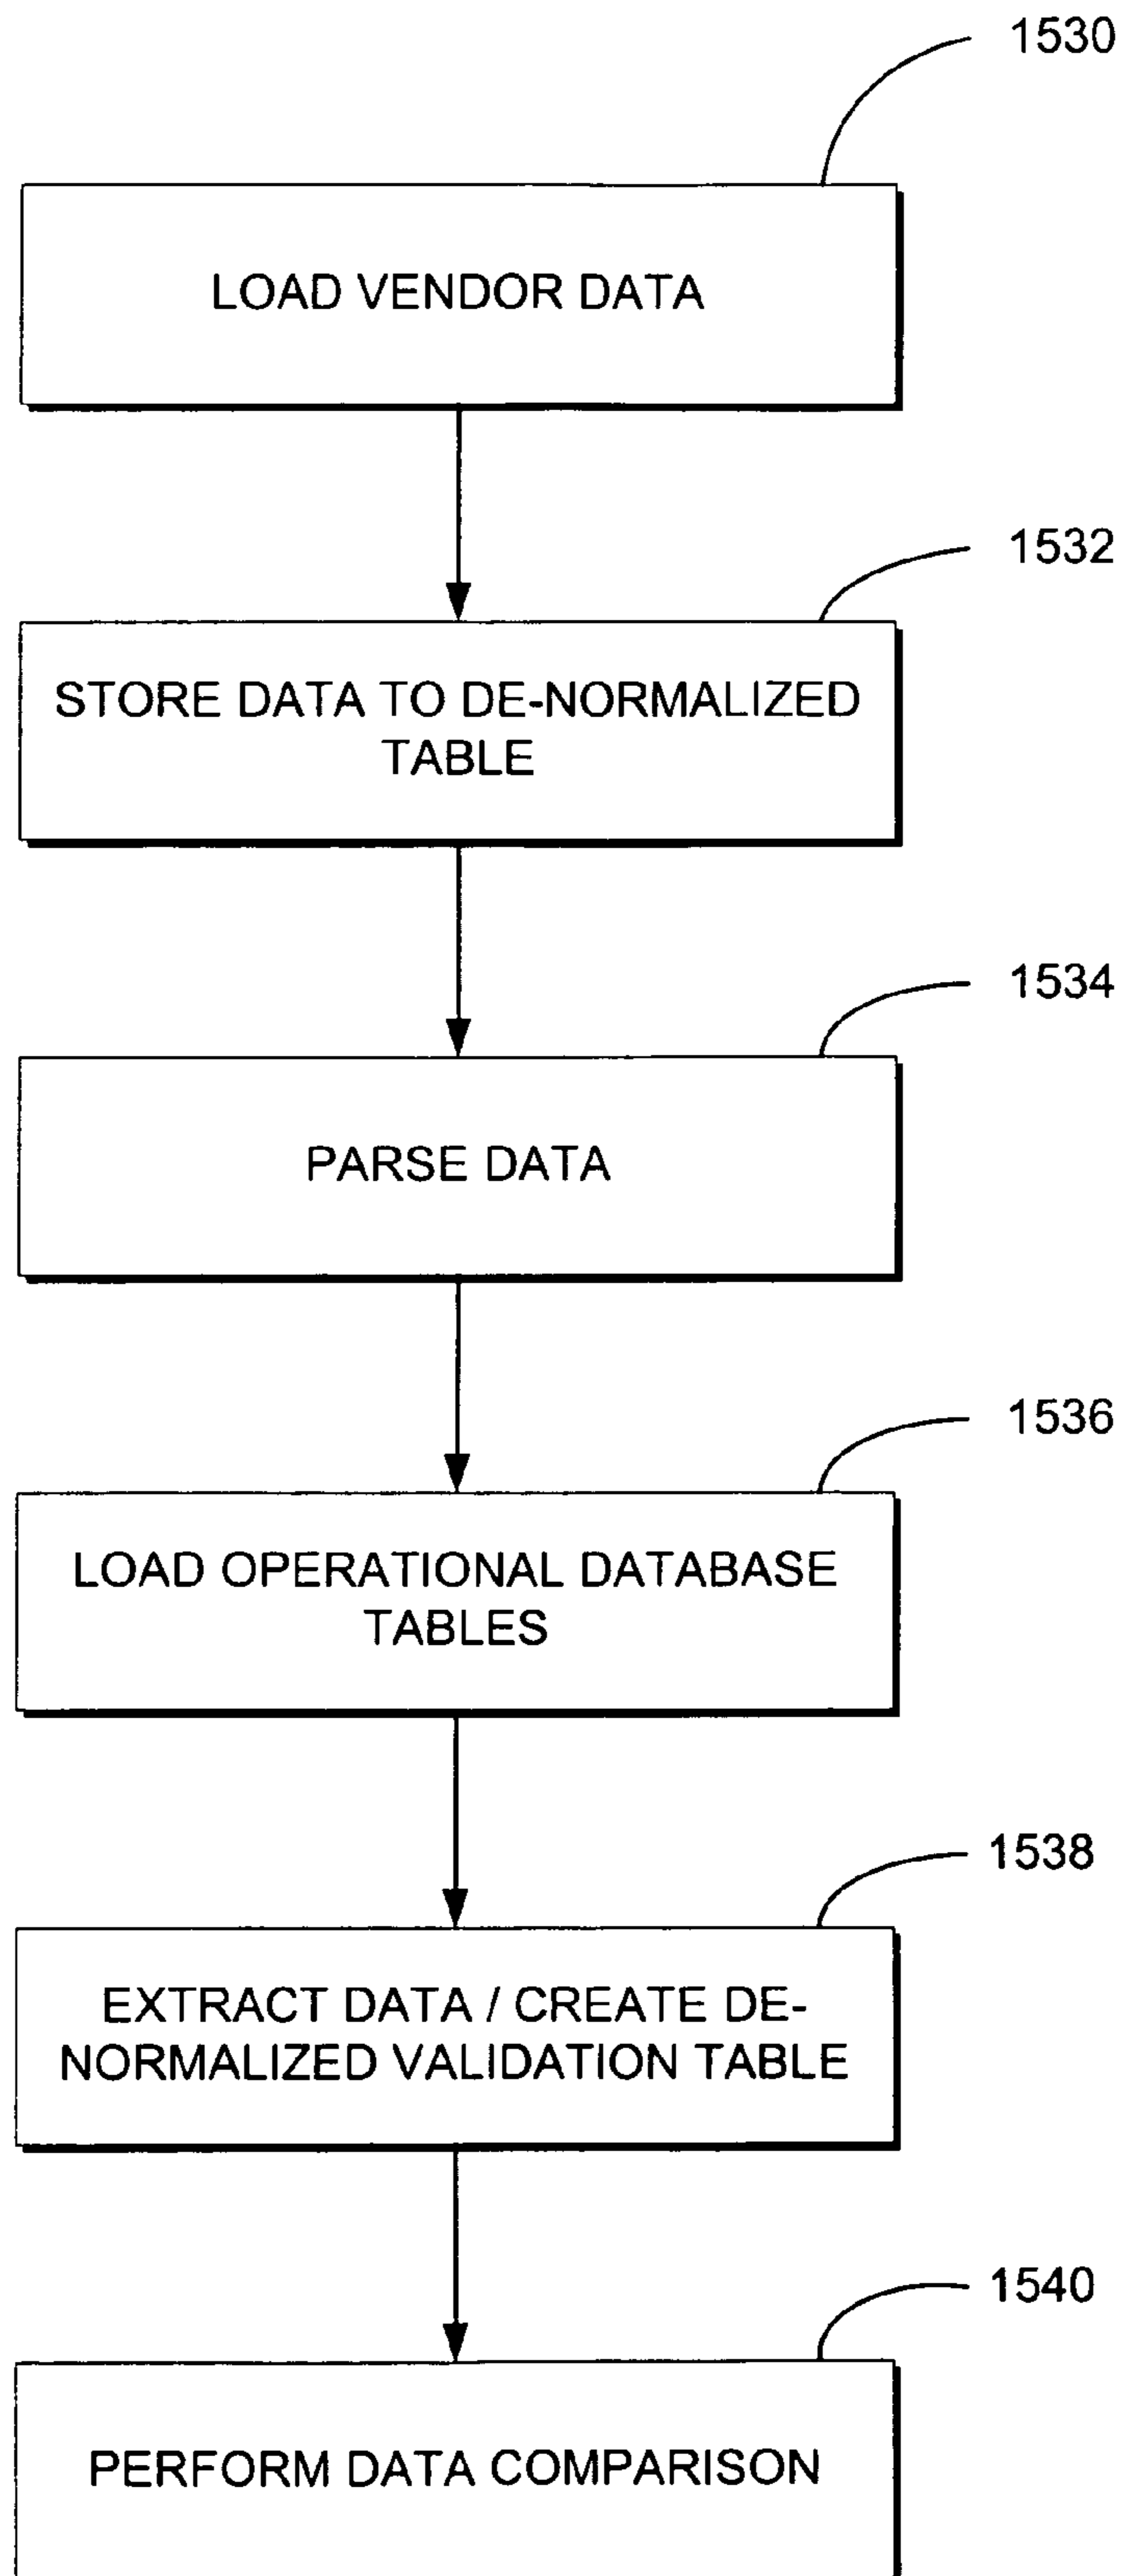 1530
LOAD VENDOR DATA
1532
STORE DATA TO DE-NORMALIZED
TABLE
1534
PARSE DATA
1536
LOAD OPERATIONAL DATABASE
TABLES
1538
EXTRACT DATA / CREATE DE-
NORMALIZED VALIDATION TABLE
1540
PERFORM DATA COMPARISON